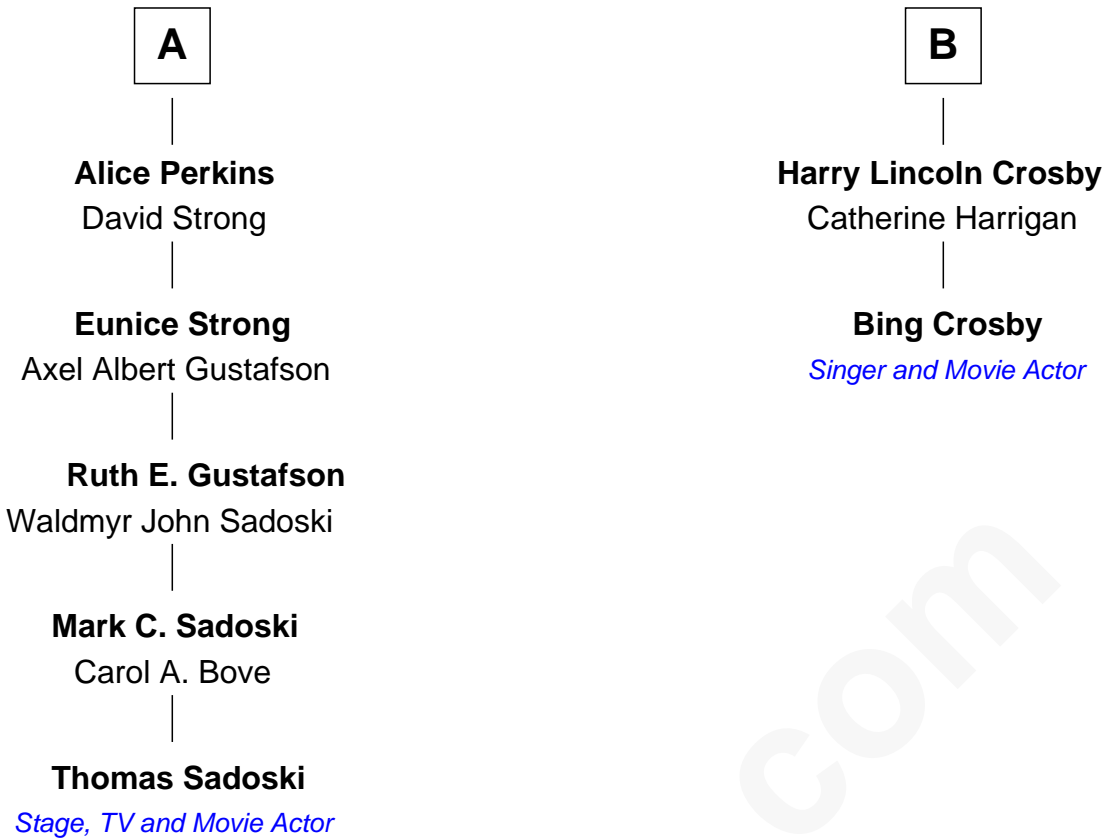 A
B
Alice Perkins
David Strong
Harry Lincoln Crosby
Catherine Harrigan
Eunice Strong
Axel Albert Gustafson
Bing Crosby
Singer and Movie Actor
Ruth E. Gustafson
Waldmyr John Sadoski
Mark C. Sadoski
Carol A. Bove
Thomas Sadoski
Stage, TV and Movie Actor
com